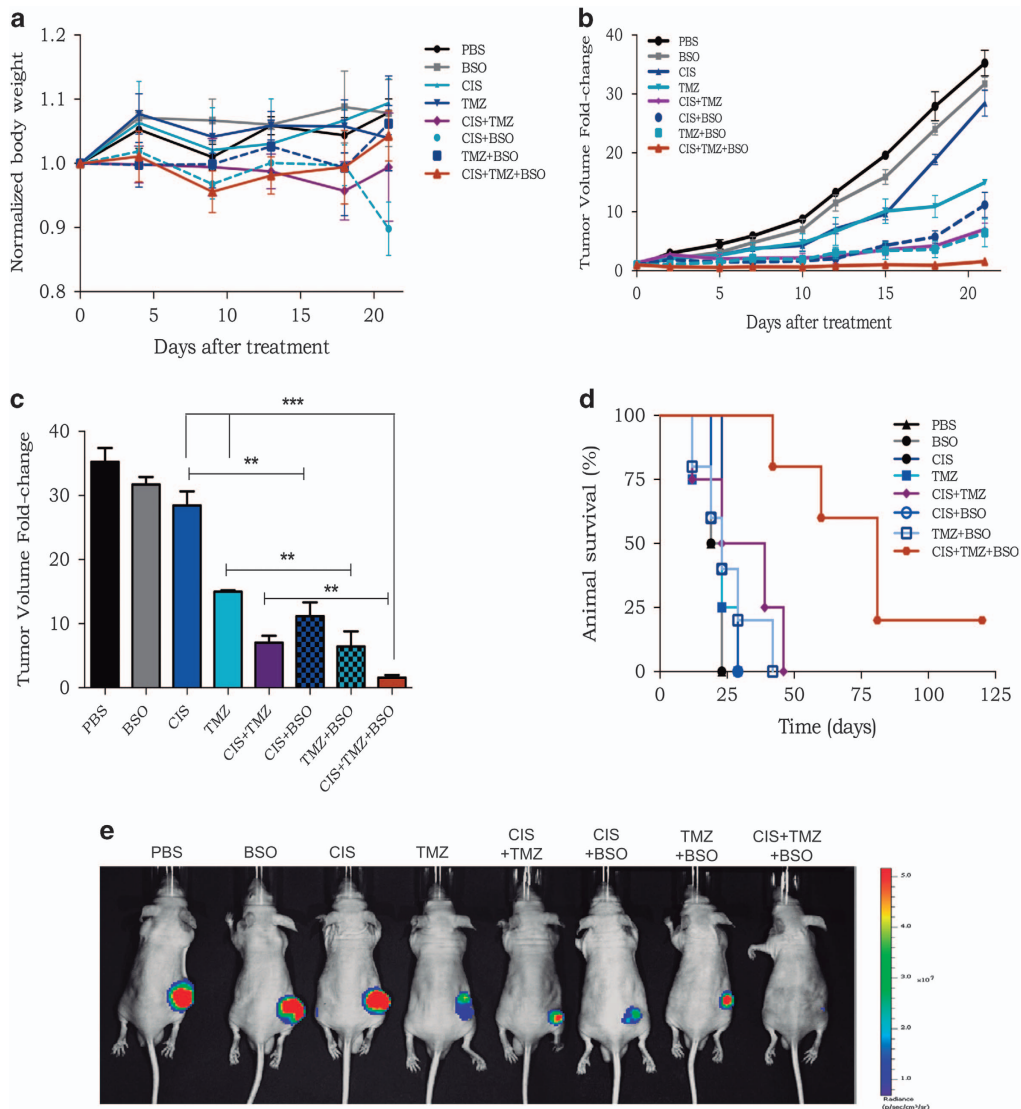 a
Normalized body weight
1.2
1.1
1.0
0.9
0.8
0
5
10
15
20
Days after treatment
PBS
BSO
CIS
TMZ
CIS+TMZ
CIS+BSO
TMZ+BSO
CIS+TMZ+BSO
b
Tumor Volume Fold-change
40
30
20
10
0
0
5
10
15
20
Days after treatment
PBS
BSO
CIS
TMZ
CIS+TMZ
CIS+BSO
TMZ+BSO
CIS+TMZ+BSO
c
Tumor Volume Fold-change
40
30
20
10
0
***
**
**
**
PBS
BSO
CIS
TMZ
CIS+TMZ
CIS+BSO
TMZ+BSO
CIS+TMZ+BSO
d
Animal survival (%)
100
75
50
25
0
0
25
50
75
100
125
Time (days)
PBS
BSO
CIS
TMZ
CIS+TMZ
CIS+BSO
TMZ+BSO
CIS+TMZ+BSO
e
PBS
BSO
CIS
TMZ
CIS
+TMZ
CIS
+BSO
TMZ
+BSO
CIS+TMZ
+BSO
5.0
4.0
3.0
2.0
1.0
Radiance